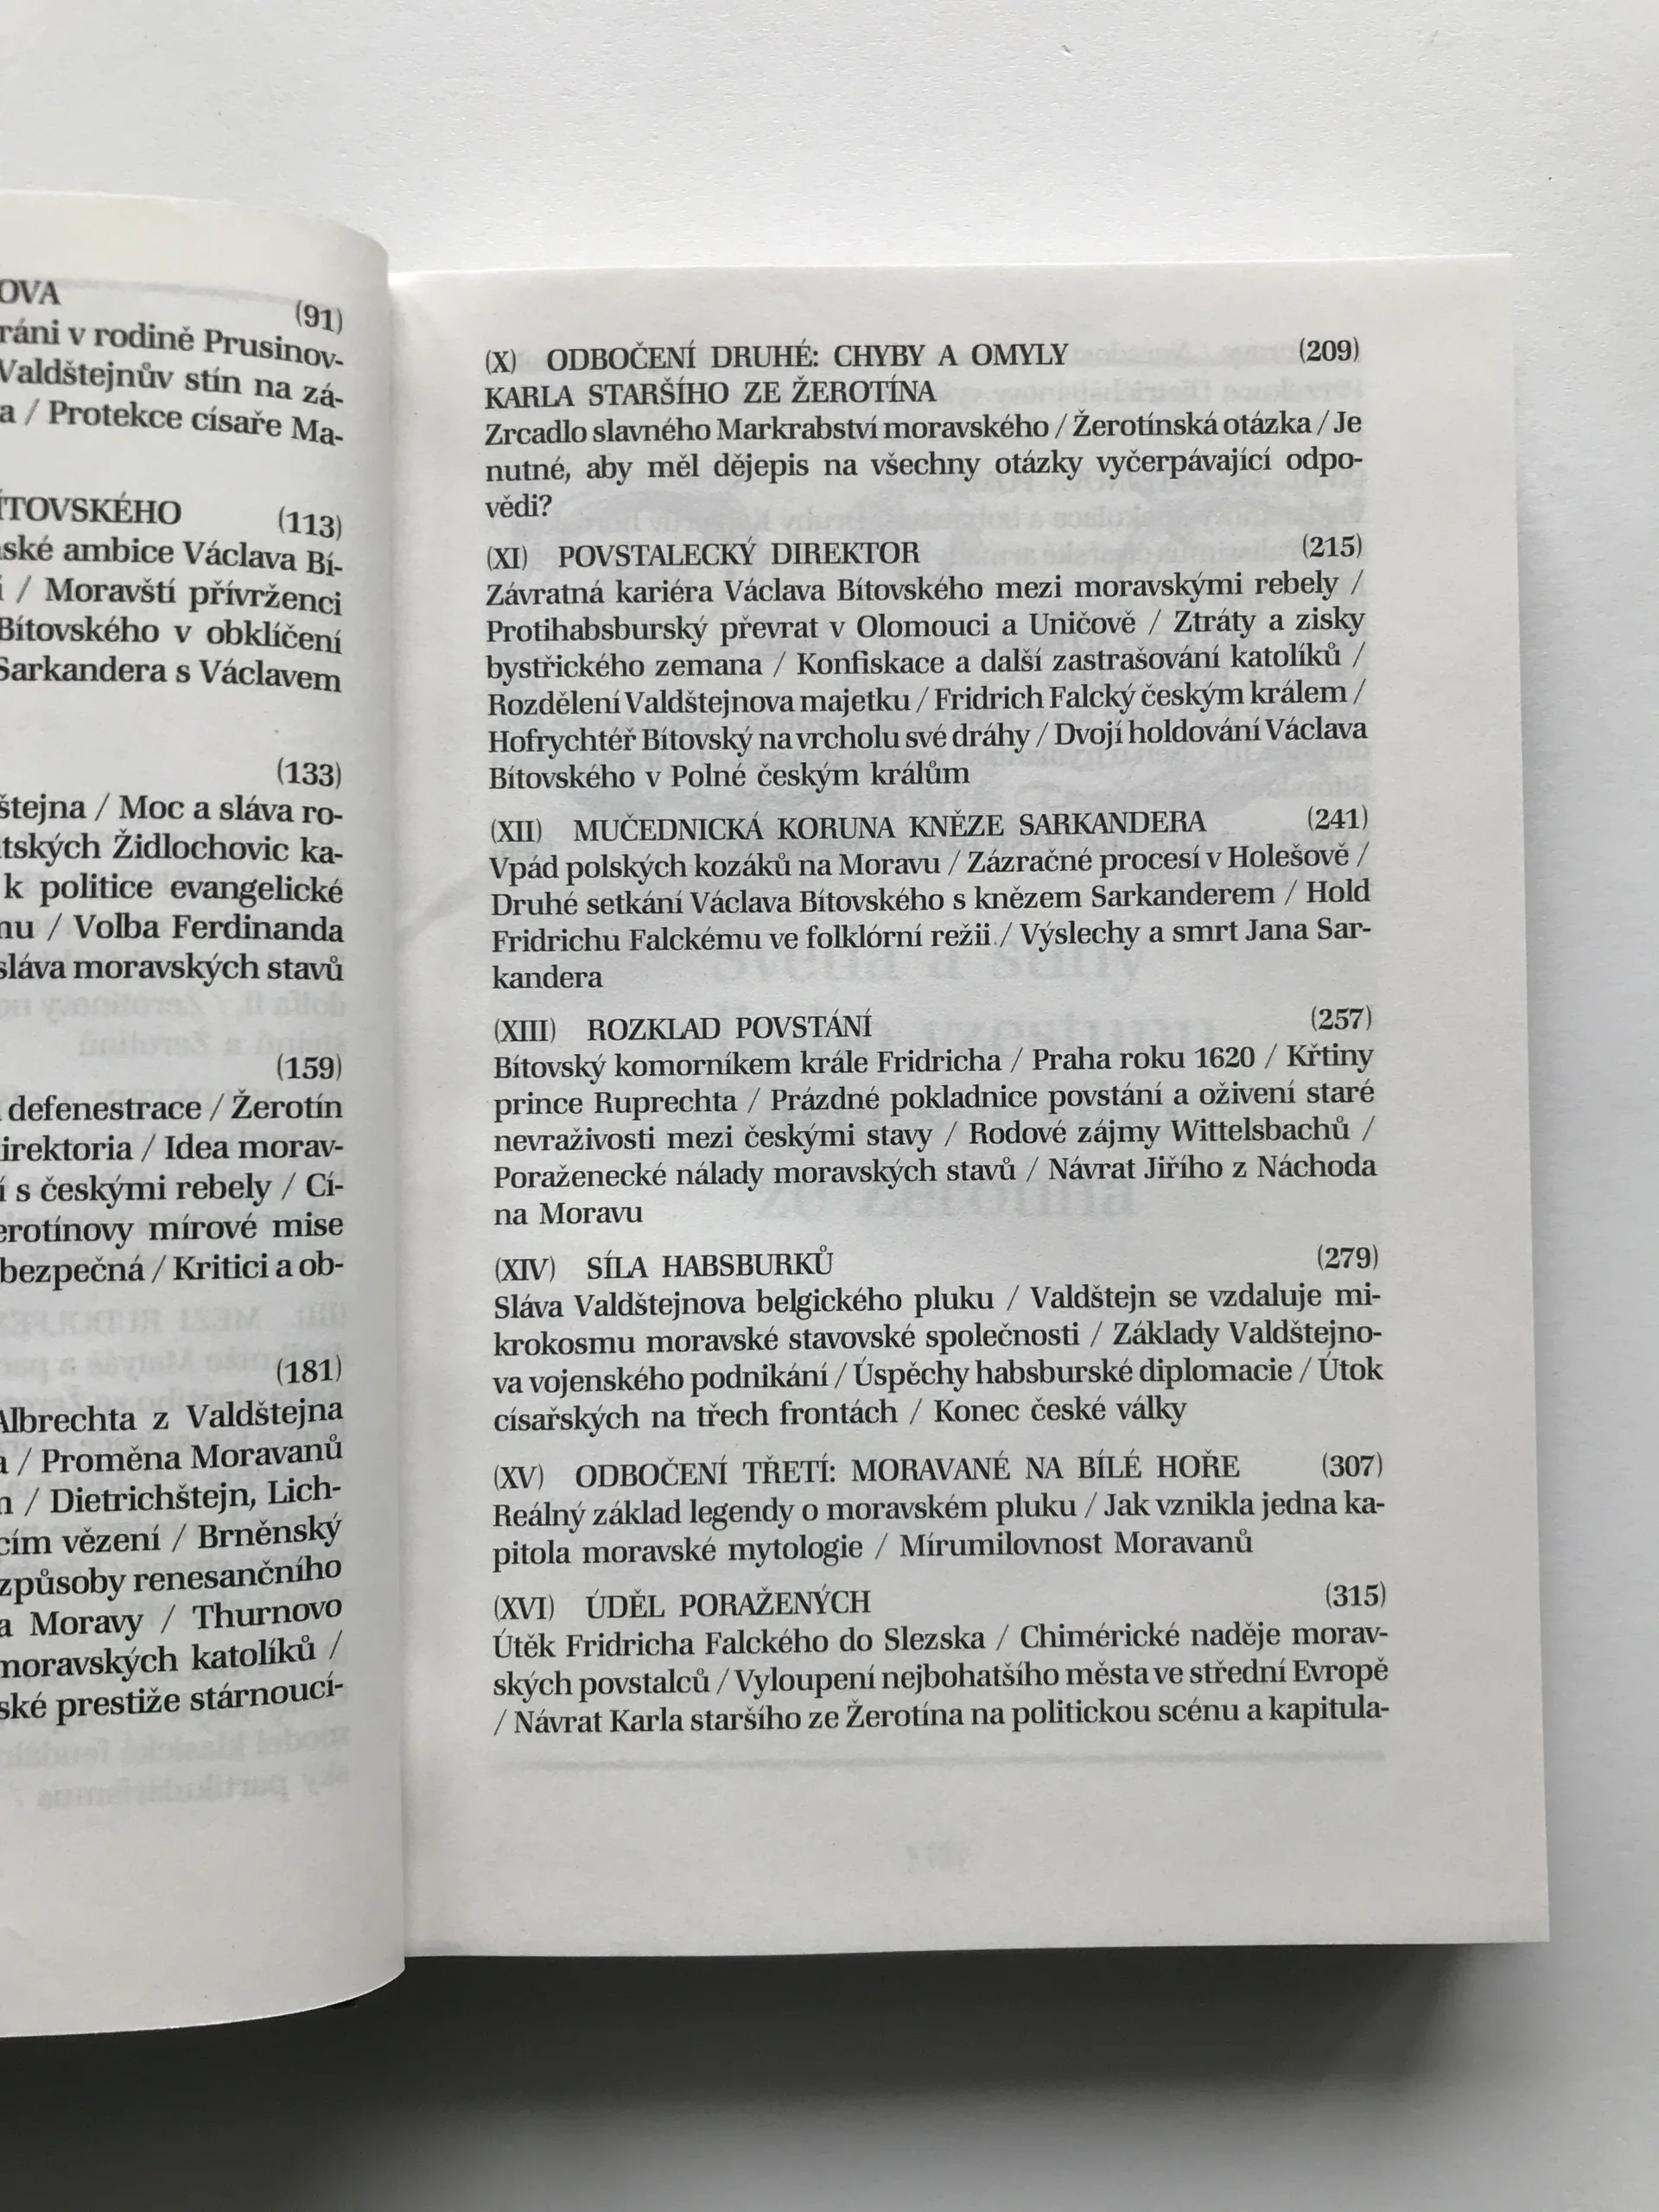 OVA (91)
ráni v rodině Prusinov-
Valdštejnův stín na zá-
a / Protekce císaře Ma-
ÍTOVSKÉHO (113)
ské ambice Václava Bí-
/ Moravští přívrženci
Bítovského v obklíčení
Sarkandera s Václavem
(133)
štejna / Moc a sláva ro-
tských Židlochovic ka-
k politice evangelické
nu / Volba Ferdinanda
sláva moravských stavů
(159)
defenestrace / Žerotín
irektoria / Idea morav-
í s českými rebely / Cí-
erotínovy mírové mise
bezpečná / Kritici a ob-
(181)
Albrechta z Valdštejna
a / Proměna Moravanů
n / Dietrichštejn, Lich-
cím vězení / Brněnský
způsoby renesančního
a Moravy / Thurnovo
moravských katolíků /
ské prestiže stárnoucí-
(X) ODBOČENÍ DRUHÉ: CHYBY A OMYLY (209)
KARLA STARŠÍHO ZE ŽEROTÍNA
Zrcadlo slavného Markrabství moravského / Žerotínská otázka / Je
nutné, aby měl dějepis na všechny otázky vyčerpávající odpo-
vědi?
(XI) POVSTALECKÝ DIREKTOR (215)
Závratná kariéra Václava Bítovského mezi moravskými rebely /
Protihabsburský převrat v Olomouci a Uničově / Ztráty a zisky
bystřického zemana / Konfiskace a další zastrašování katolíků /
Rozdělení Valdštejnova majetku / Fridrich Falcký českým králem /
Hofrychtéř Bítovský na vrcholu své dráhy / Dvojí holdování Václava
Bítovského v Polné českým králům
(XII) MUČEDNICKÁ KORUNA KNĚZE SARKANDERA (241)
Vpád polských kozáků na Moravu / Zázračné procesí v Holešově /
Druhé setkání Václava Bítovského s knězem Sarkanderem / Hold
Fridrichu Falckému ve folklórní režii / Výslechy a smrt Jana Sar-
kandera
(XIII) ROZKLAD POVSTÁNÍ (257)
Bítovský komorníkem krále Fridricha / Praha roku 1620 / Křtiny
prince Ruprechta / Prázdné pokladnice povstání a oživení staré
nevraživosti mezi českými stavy / Rodové zájmy Wittelsbachů /
Poraženecké nálady moravských stavů / Návrat Jiřího z Náchoda
na Moravu
(XIV) SÍLA HABSBURKŮ (279)
Sláva Valdštejnova belgického pluku / Valdštejn se vzdaluje mi-
krokosmu moravské stavovské společnosti / Základy Valdštejno-
va vojenského podnikání / Úspěchy habsburské diplomacie / Útok
císařských na třech frontách / Konec české války
(XV) ODBOČENÍ TŘETÍ: MORAVANÉ NA BÍLÉ HOŘE (307)
Reálný základ legendy o moravském pluku / Jak vznikla jedna ka-
pitola moravské mytologie / Mírumilovnost Moravanů
(XVI) ÚDĚL PORAŽENÝCH (315)
Útěk Fridricha Falckého do Slezska / Chimérické naděje morav-
ských povstalců / Vyloupení nejbohatšího města ve střední Evropě
/ Návrat Karla staršího ze Žerotína na politickou scénu a kapitula-